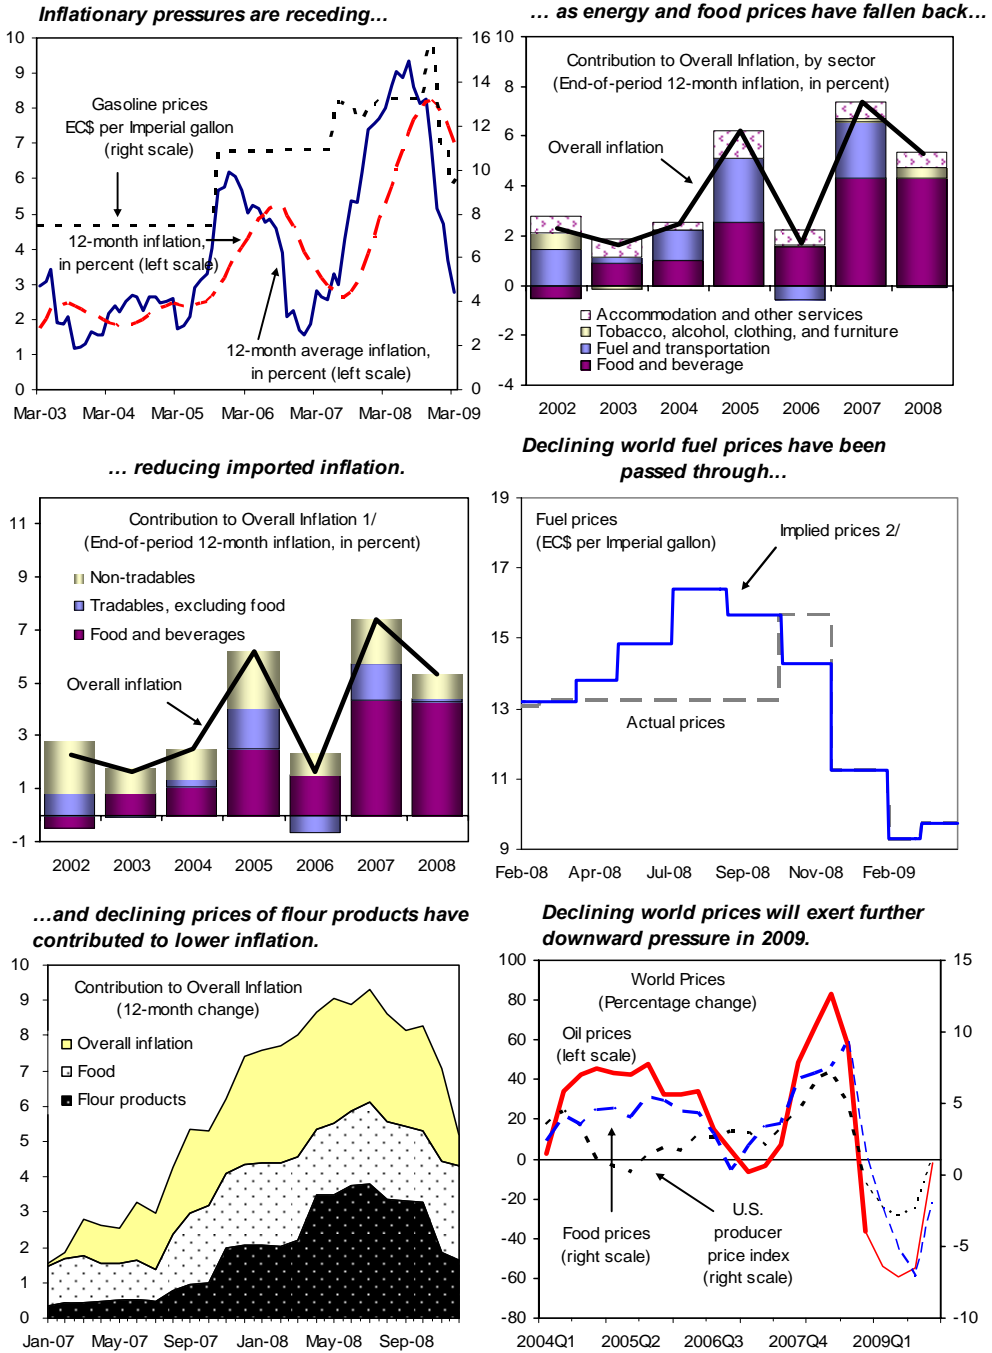 Inflationary pressures are receding...
10
9
8
7
6
5
4
3
2
1
0
16
14
12
10
8
6
4
2
0
Gasoline prices
EC$ per Imperial gallon
(right scale)
12-month inflation,
in percent (left scale)
12-month average inflation,
in percent (left scale)
Mar-03 Mar-04 Mar-05 Mar-06 Mar-07 Mar-08 Mar-09
... as energy and food prices have fallen back...
10
8
6
4
2
0
-2
-4
Contribution to Overall Inflation, by sector
(End-of-period 12-month inflation, in percent)
Overall inflation
Accommodation and other services
Tobacco, alcohol, clothing, and furniture
Fuel and transportation
Food and beverage
2002 2003 2004 2005 2006 2007 2008
... reducing imported inflation.
11
9
7
5
3
1
-1
Contribution to Overall Inflation 1/
(End-of-period 12-month inflation, in percent)
Non-tradables
Tradables, excluding food
Food and beverages
Overall inflation
2002 2003 2004 2005 2006 2007 2008
Declining world fuel prices have been
passed through...
19
17
15
13
11
9
Fuel prices
(EC$ per Imperial gallon)
Implied prices 2/
Actual prices
Feb-08 Apr-08 Jul-08 Sep-08 Nov-08 Feb-09
...and declining prices of flour products have
contributed to lower inflation.
10
9
8
7
6
5
4
3
2
1
0
Contribution to Overall Inflation
(12-month change)
Overall inflation
Food
Flour products
Jan-07 May-07 Sep-07 Jan-08 May-08 Sep-08
Declining world prices will exert further
downward pressure in 2009.
100
80
60
40
20
0
-20
-40
-60
-80
15
10
5
0
-5
-10
World Prices
(Percentage change)
Oil prices
(left scale)
Food prices
(right scale)
U.S.
producer
price index
(right scale)
2004Q1 2005Q2 2006Q3 2007Q4 2009Q1